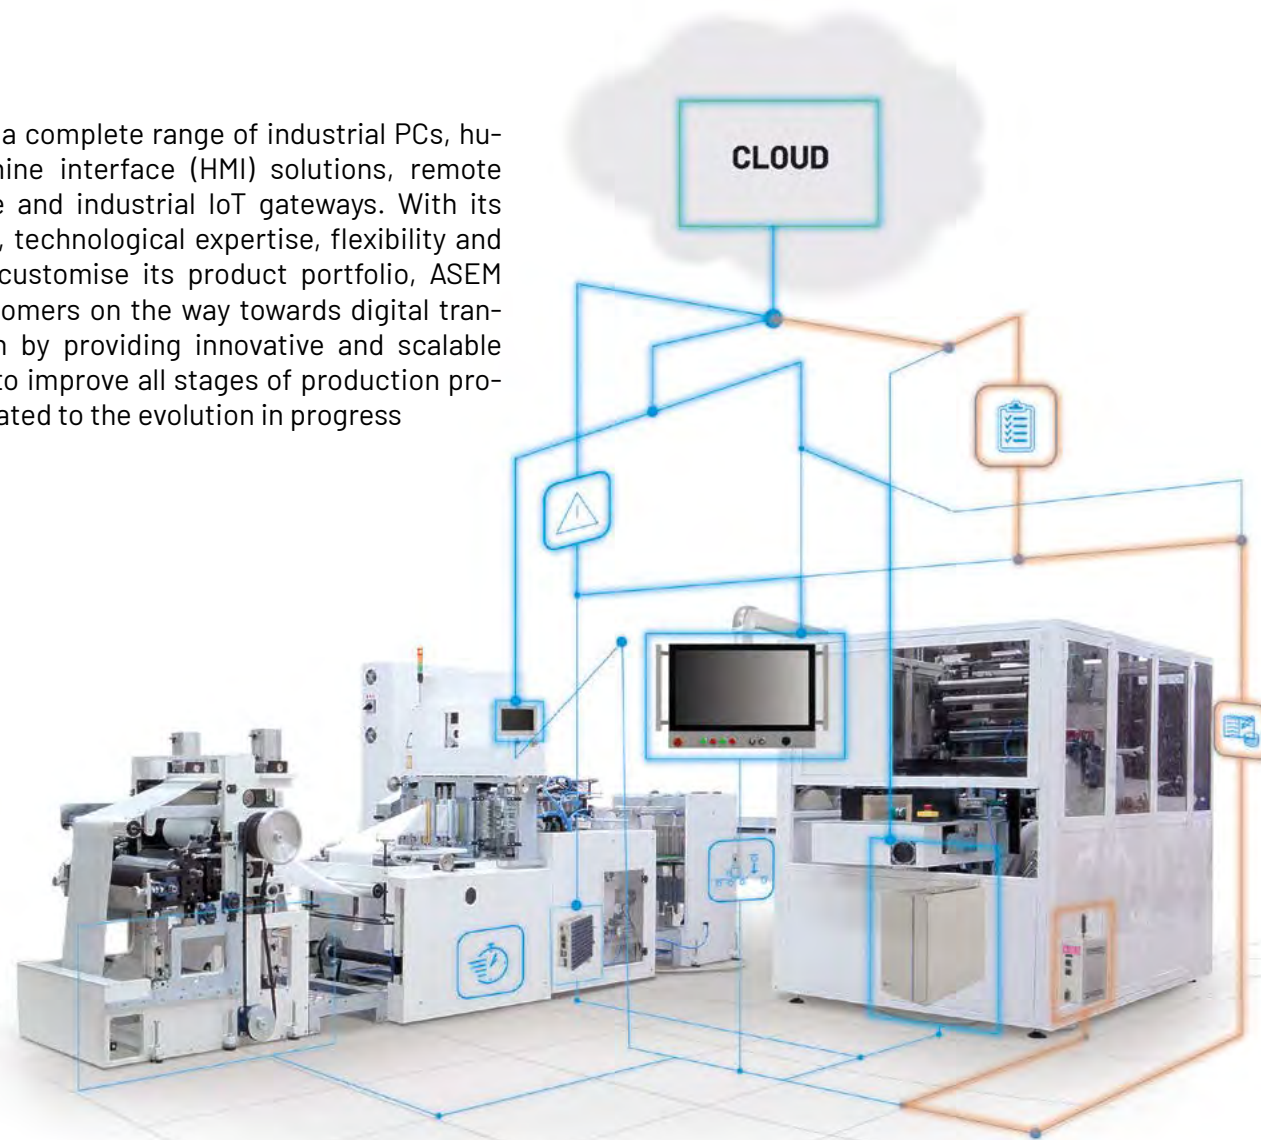 a complete range of industrial PCs, hu-
ine interface (HMI) solutions, remote
and industrial IoT gateways. With its
, technological expertise, flexibility and
customise its product portfolio, ASEM
omers on the way towards digital tran-
by providing innovative and scalable
to improve all stages of production pro-
ated to the evolution in progress
CLOUD